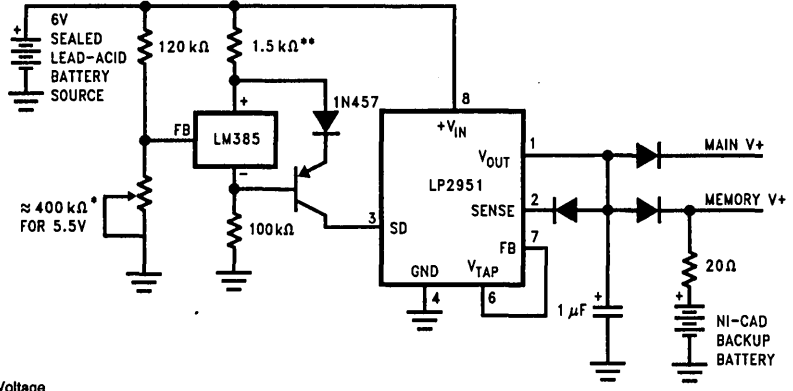 6V
SEALED
LEAD-ACID
BATTERY
SOURCE
+
120 kΩ
1.5 kΩ**
1N457
FB
LM385
+
-
≈ 400 kΩ*
FOR 5.5V
100kΩ
3
SD
8
+VIN
VOUT
1
LP2951
SENSE
2
7
FB
GND
VTAP
4
6
MAIN V+
MEMORY V+
20Ω
+
1 μF
+
NI-CAD
BACKUP
BATTERY
Voltage